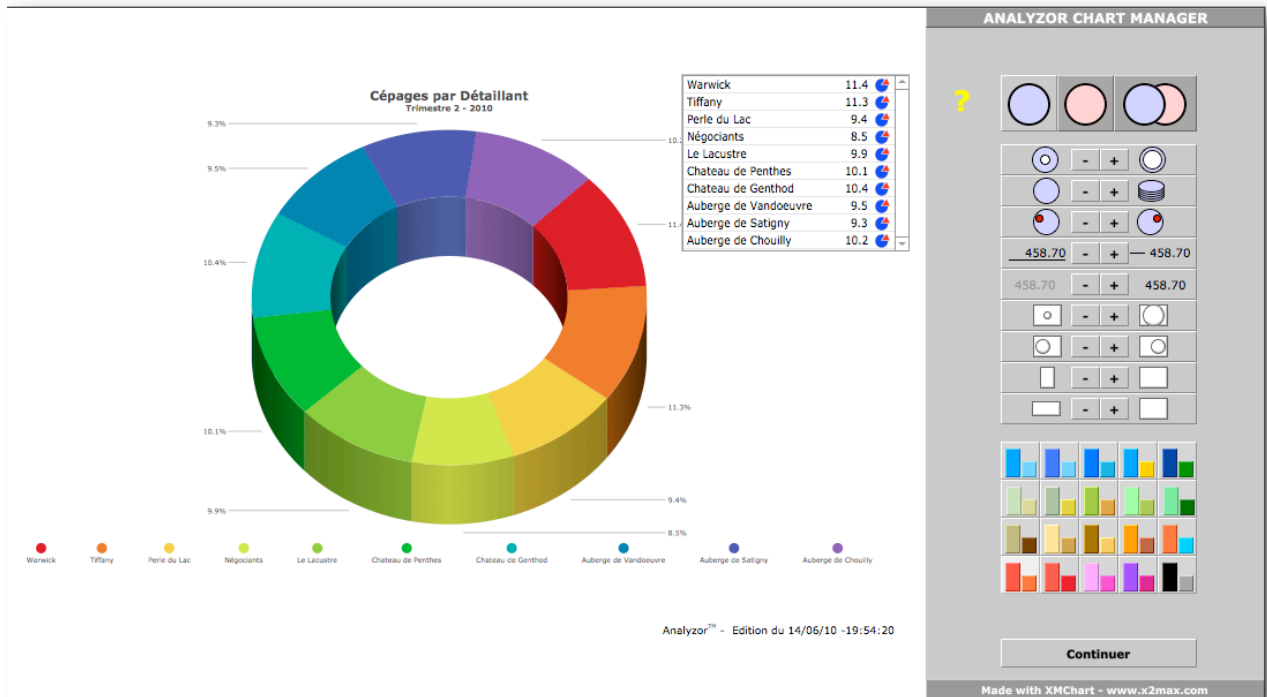 ANALYZOR CHART MANAGER
?
Cépages par Détaillant
Trimestre 2 - 2010
Warwick 11.4
Tiffany 11.3
Perle du Lac 9.4
Négociants 8.5
Le Lacustre 9.9
Chateau de Penthes 10.1
Chateau de Genthod 10.4
Auberge de Vandoeuvre 9.5
Auberge de Satigny 9.3
Auberge de Chouilly 10.2
9.3%
9.5%
10.4%
10.1%
9.9%
11.3%
9.4%
8.5%
- +
- +
- +
458.70 - + 458.70
458.70 - + 458.70
- +
- +
- +
- +
Warwick Tiffany Perle du Lac Négociants Le Lacustre Chateau de Penthes Chateau de Genthod Auberge de Vandoeuvre Auberge de Satigny Auberge de Chouilly
Analyzor™ - Edition du 14/06/10 -19:54:20
Continuer
Made with XMChart - www.x2max.com